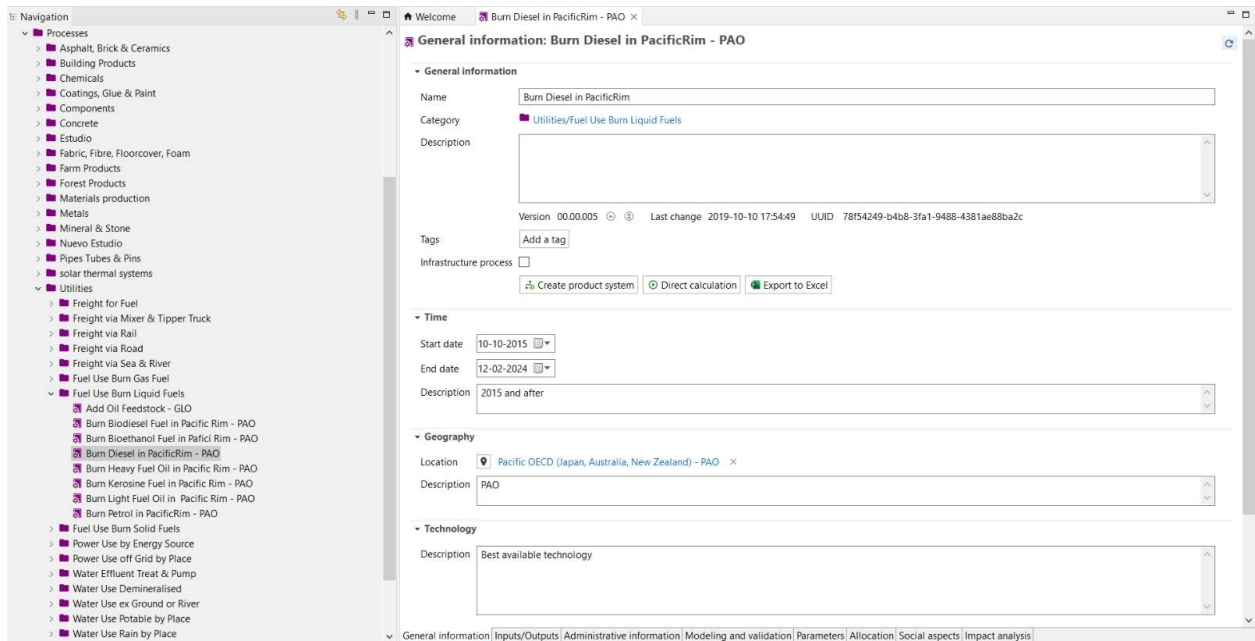 Navigation
Processes
Asphalt, Brick & Ceramics
Building Products
Chemicals
Coatings, Glue & Paint
Components
Concrete
Estudio
Fabric, Fibre, Floorcover, Foam
Farm Products
Forest Products
Materials production
Metals
Mineral & Stone
Nuevo Estudio
Pipes Tubes & Pins
solar thermal systems
Utilities
Freight for Fuel
Freight via Mixer & Tipper Truck
Freight via Rail
Freight via Road
Freight via Sea & River
Fuel Use Burn Gas Fuel
Fuel Use Burn Liquid Fuels
Add Oil Feedstock - GLO
Burn Biodiesel Fuel in Pacific Rim - PAO
Burn Bioethanol Fuel in Pafici Rim - PAO
Burn Diesel in PacificRim - PAO
Burn Heavy Fuel Oil in Pacific Rim - PAO
Burn Kerosine Fuel in Pacific Rim - PAO
Burn Light Fuel Oil in Pacific Rim - PAO
Burn Petrol in PacificRim - PAO
Fuel Use Burn Solid Fuels
Power Use by Energy Source
Power Use off Grid by Place
Water Effluent Treat & Pump
Water Use Demineralised
Water Use ex Ground or River
Water Use Potable by Place
Water Use Rain by Place
Welcome Burn Diesel in PacificRim - PAO
General information: Burn Diesel in PacificRim - PAO
General information
Name Burn Diesel in PacificRim
Category Utilities/Fuel Use Burn Liquid Fuels
Description
Version 00.00.005 Last change 2019-10-10 17:54:49 UUID 78f54249-b4b8-3fa1-9488-4381ae88ba2c
Tags Add a tag
Infrastructure process
Create product system Direct calculation Export to Excel
Time
Start date 10-10-2015
End date 12-02-2024
Description 2015 and after
Geography
Location Pacific OECD (Japan, Australia, New Zealand) - PAO
Description PAO
Technology
Description Best available technology
General information Inputs/Outputs Administrative information Modeling and validation Parameters Allocation Social aspects Impact analysis